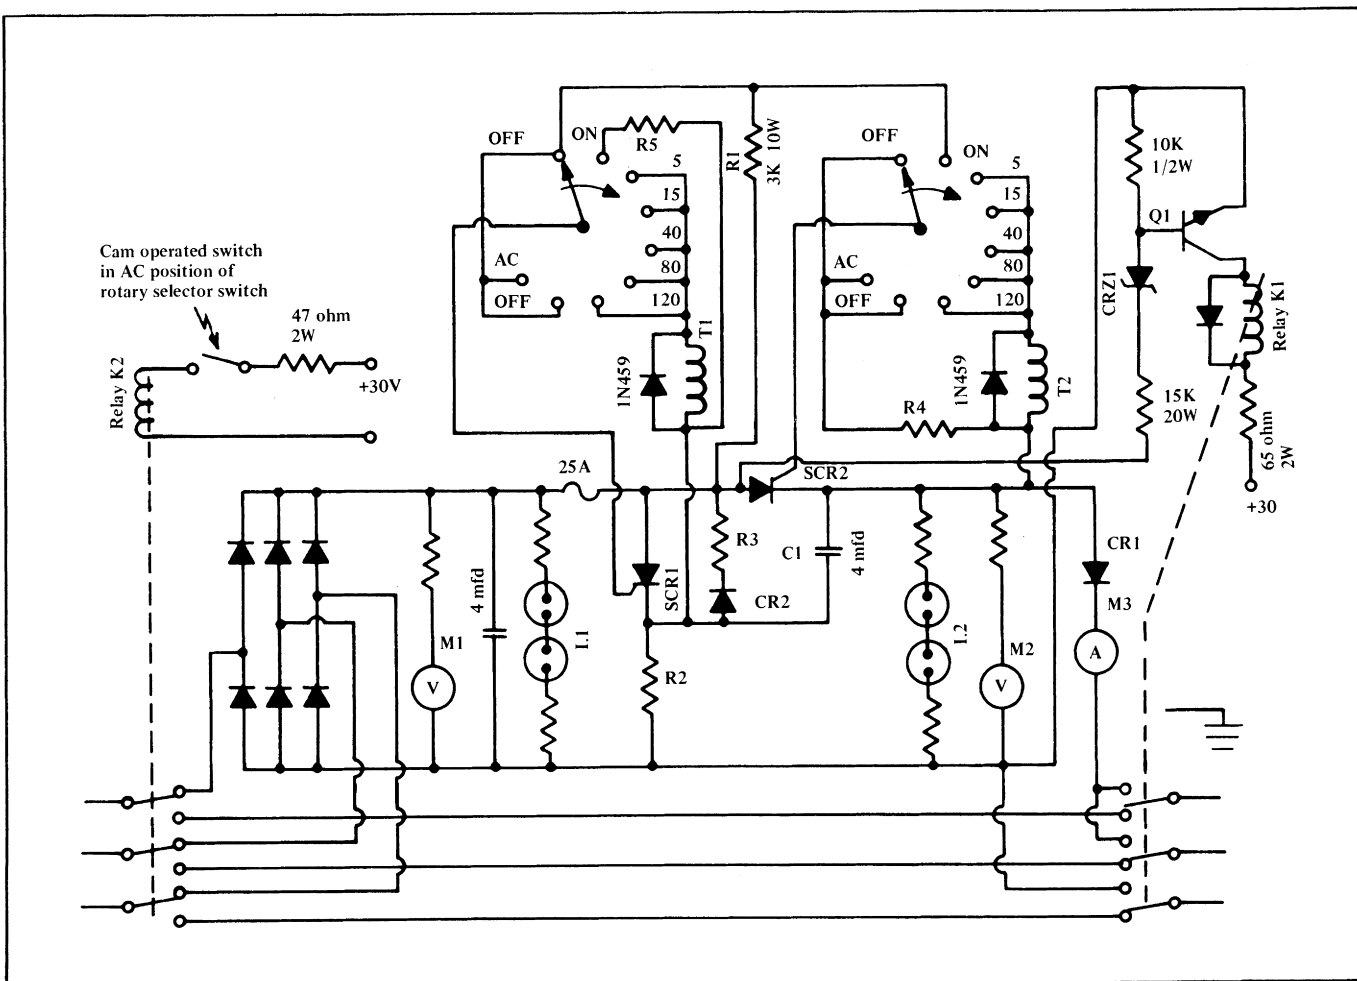 OFF
ON
R5
5
15
40
80
120
AC
OFF
R1
3K 10W
OFF
ON
5
15
40
80
120
AC
OFF
10K
1/2W
Q1
CRZ1
Relay K1
Cam operated switch
in AC position of
rotary selector switch
47 ohm
2W
+30V
Relay K2
1N459
T1
1N459
T2
R4
15K
20W
65 ohm
2W
+30
25A
SCR2
R3
C1
4 mfd
CR1
M3
A
SCR1
CR2
4 mfd
M1
V
I.1
R2
I.2
M2
V